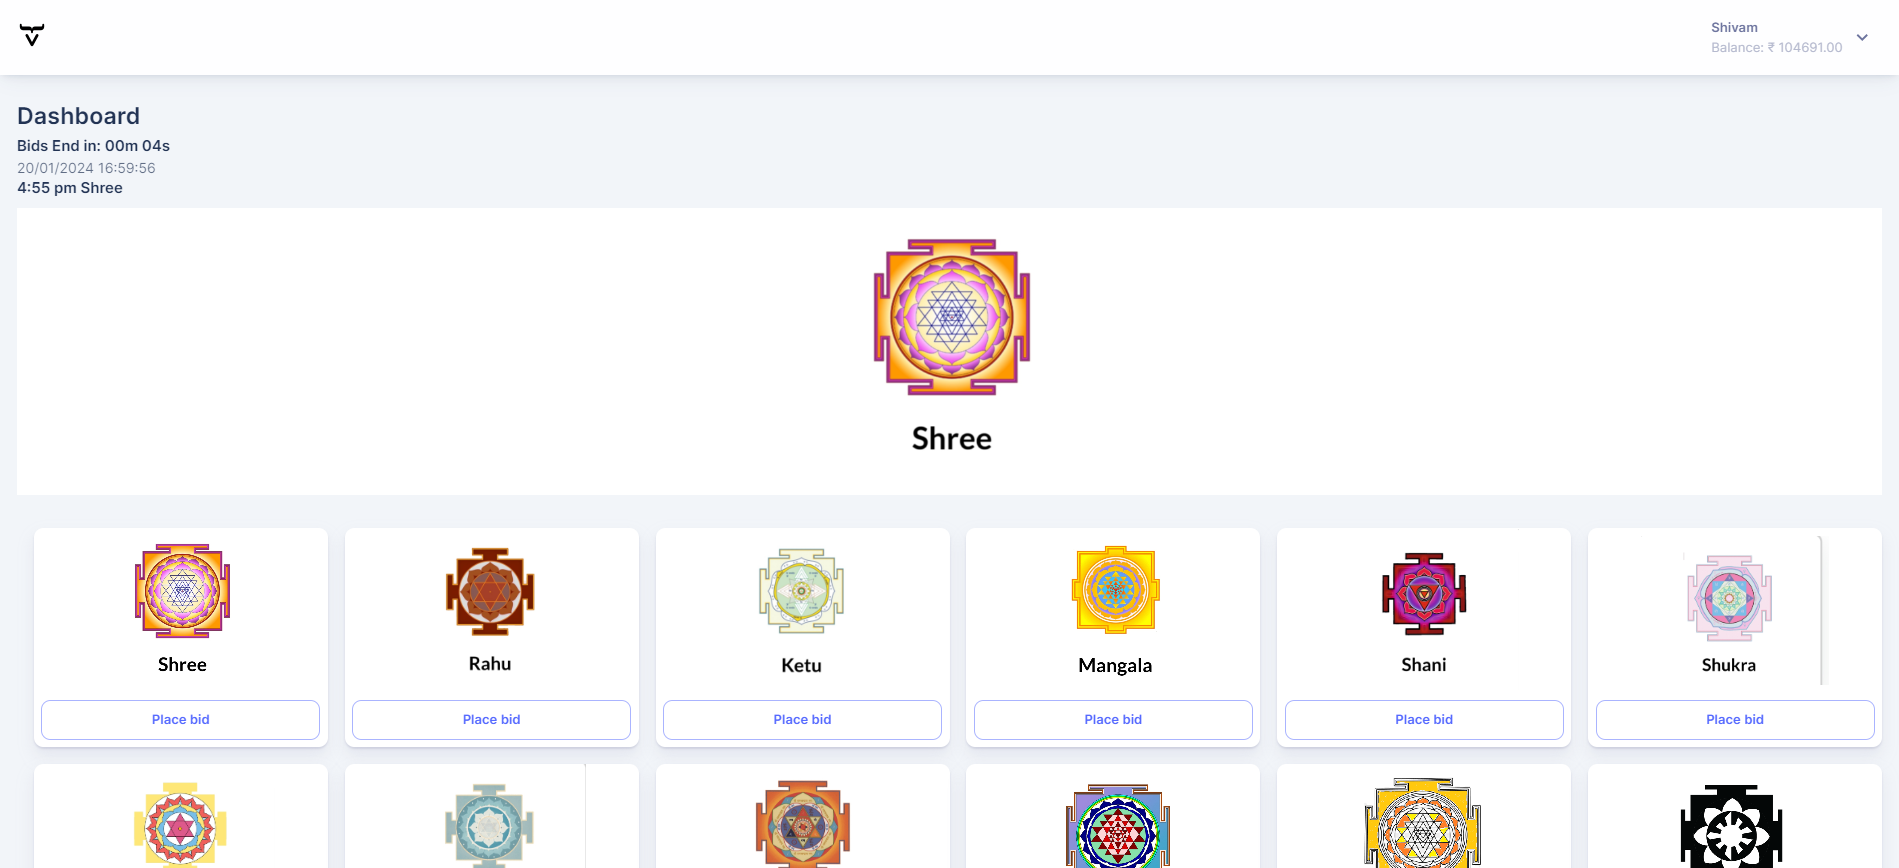 Shivam
Balance: ₹ 104691.00
Dashboard
Bids End in: 00m 04s
20/01/2024 16:59:56
4:55 pm Shree
Shree
Shree
Rahu
Ketu
Mangala
Shani
Shukra
Place bid
Place bid
Place bid
Place bid
Place bid
Place bid